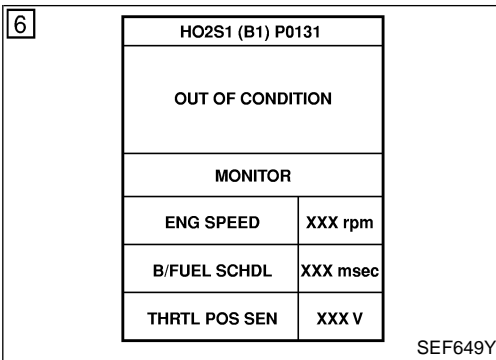 6
HO2S1 (B1) P0131
OUT OF CONDITION
MONITOR
ENG SPEED XXX rpm
B/FUEL SCHDL XXX msec
THRTL POS SEN XXX V
SEF649Y